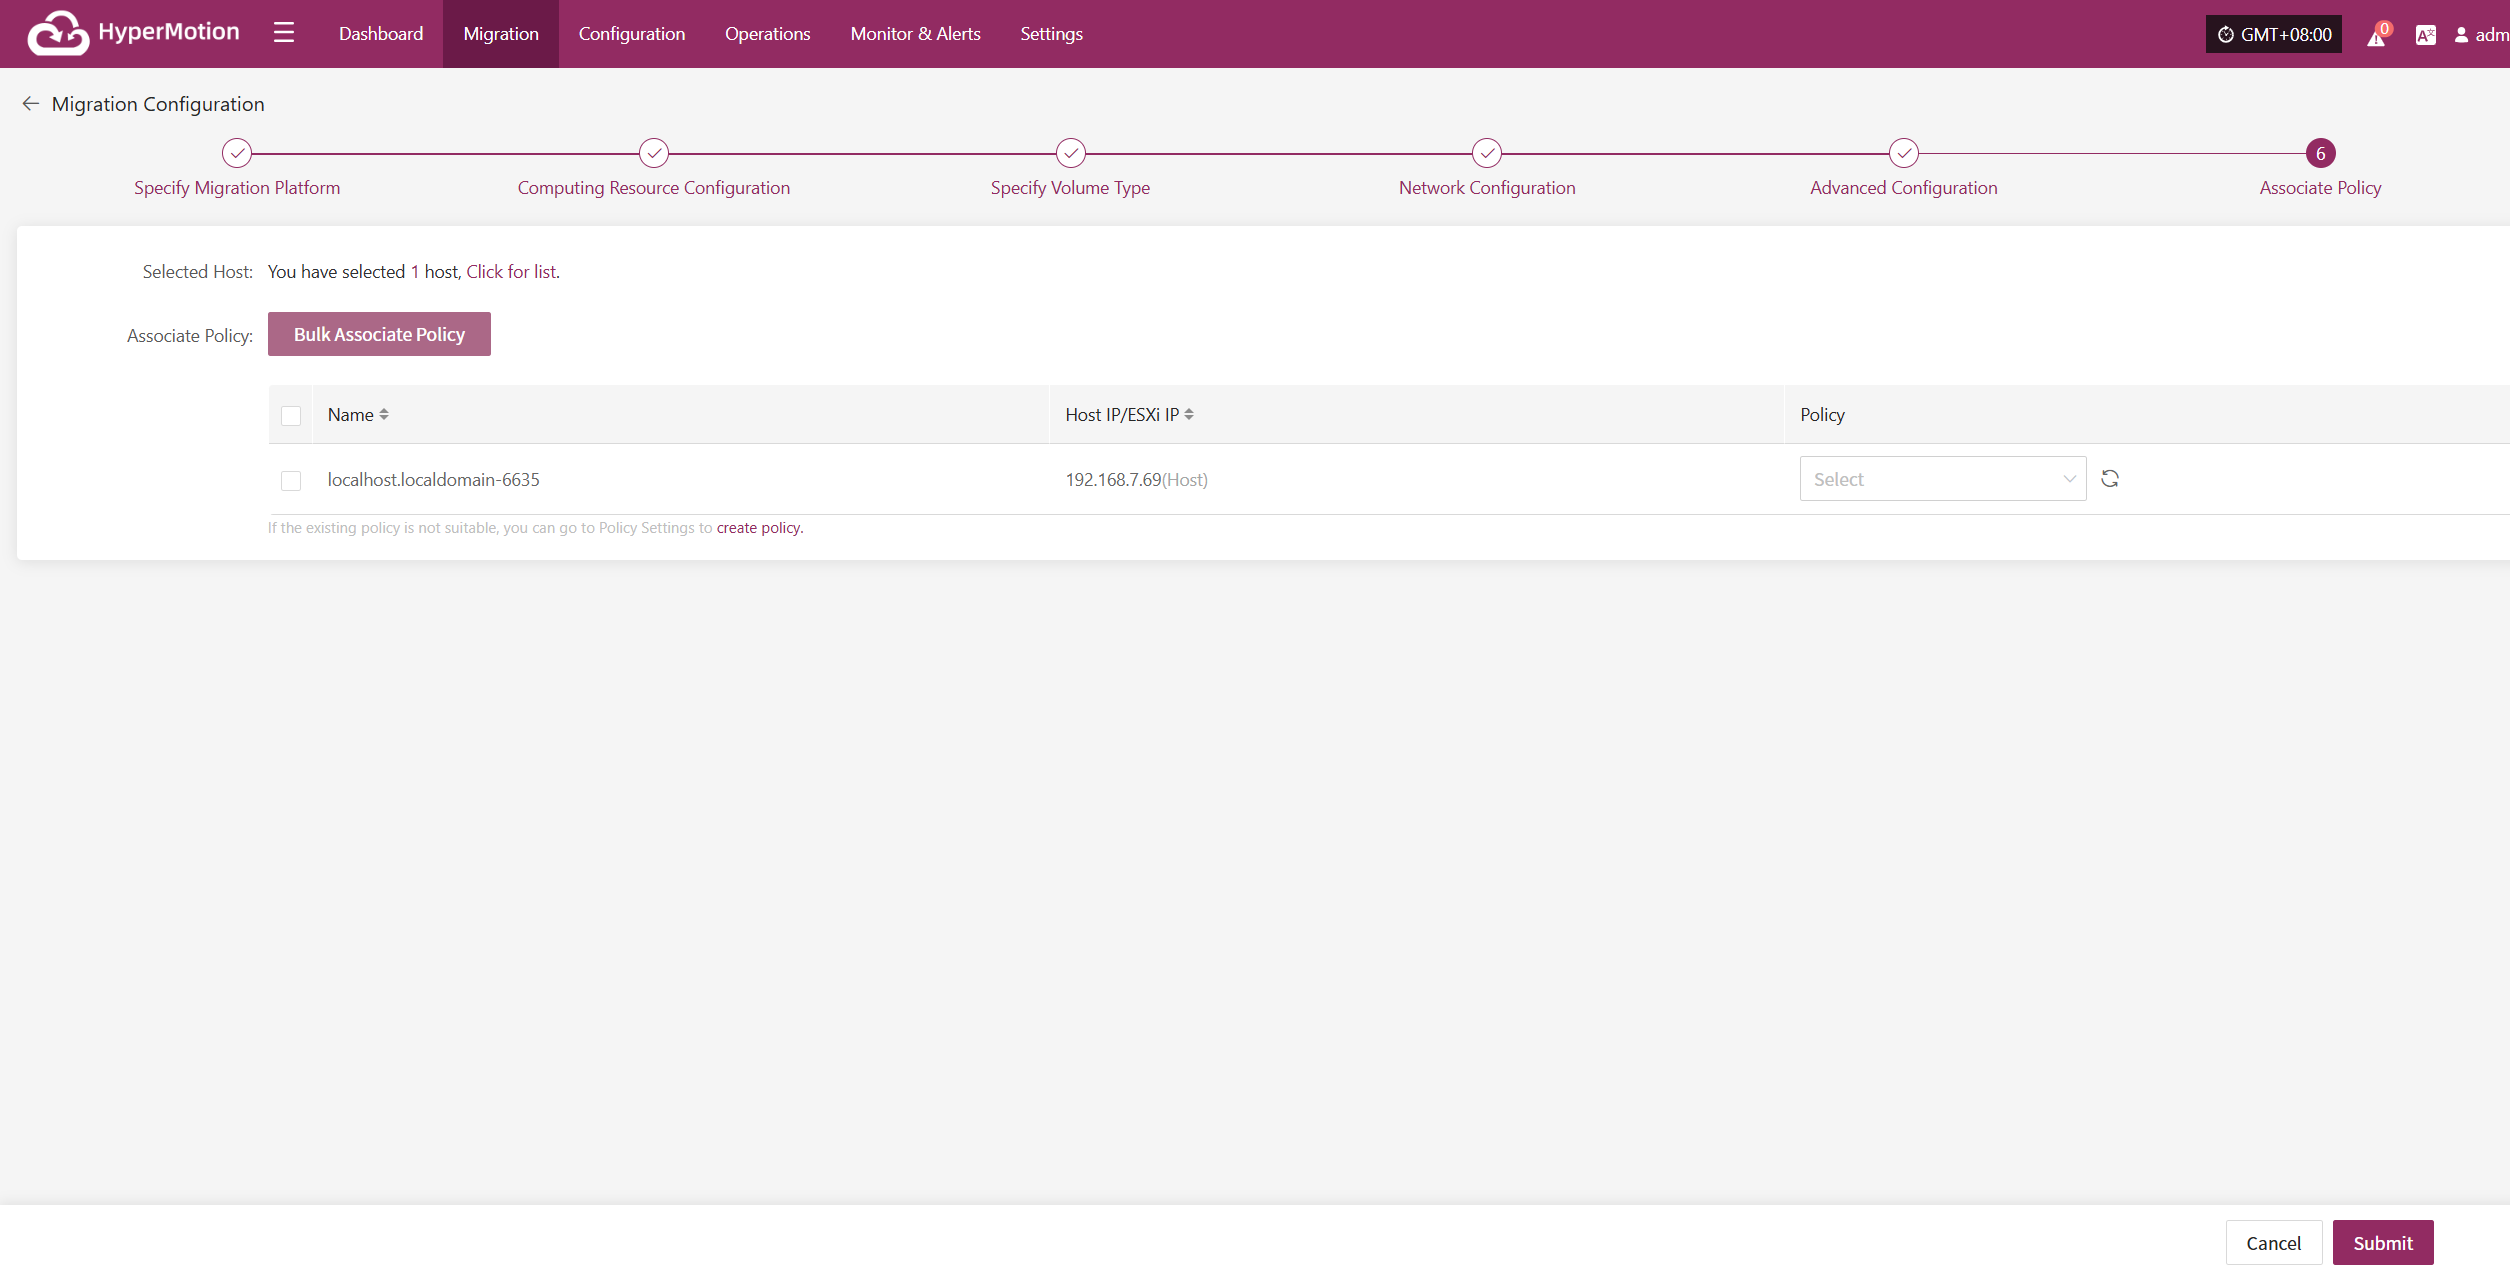 HyperMotion Dashboard Migration Configuration Operations Monitor & Alerts Settings GMT+08:00 0 adm
Migration Configuration
6
Specify Migration Platform Computing Resource Configuration Specify Volume Type Network Configuration Advanced Configuration Associate Policy
Selected Host: You have selected 1 host, Click for list.
Associate Policy: Bulk Associate Policy
Name Host IP/ESXi IP Policy
localhost.localdomain-6635 192.168.7.69(Host) Select
If the existing policy is not suitable, you can go to Policy Settings to create policy.
Cancel Submit